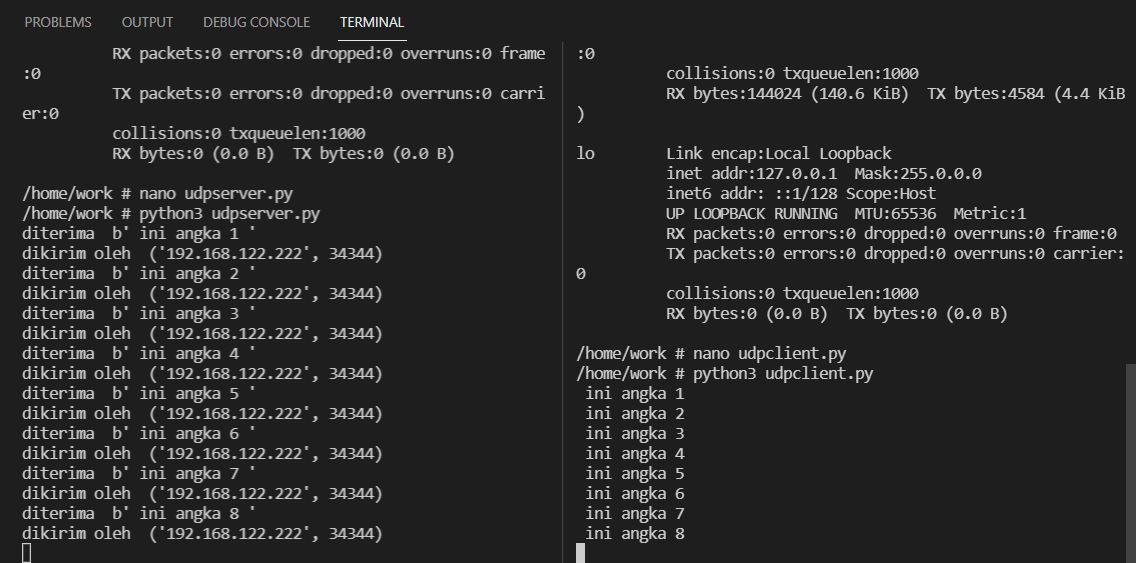 PROBLEMS OUTPUT DEBUG CONSOLE TERMINAL
RX packets:0 errors:0 dropped:0 overruns:0 frame
:0
TX packets:0 errors:0 dropped:0 overruns:0 carri
er:0
collisions:0 txqueuelen:1000
RX bytes:0 (0.0 B)  TX bytes:0 (0.0 B)
/home/work # nano udpserver.py
/home/work # python3 udpserver.py
diterima  b' ini angka 1 '
dikirim oleh  ('192.168.122.222', 34344)
diterima  b' ini angka 2 '
dikirim oleh  ('192.168.122.222', 34344)
diterima  b' ini angka 3 '
dikirim oleh  ('192.168.122.222', 34344)
diterima  b' ini angka 4 '
dikirim oleh  ('192.168.122.222', 34344)
diterima  b' ini angka 5 '
dikirim oleh  ('192.168.122.222', 34344)
diterima  b' ini angka 6 '
dikirim oleh  ('192.168.122.222', 34344)
diterima  b' ini angka 7 '
dikirim oleh  ('192.168.122.222', 34344)
diterima  b' ini angka 8 '
dikirim oleh  ('192.168.122.222', 34344)
:0
collisions:0 txqueuelen:1000
RX bytes:144024 (140.6 KiB)  TX bytes:4584 (4.4 KiB
)
lo        Link encap:Local Loopback
inet addr:127.0.0.1  Mask:255.0.0.0
inet6 addr: ::1/128 Scope:Host
UP LOOPBACK RUNNING  MTU:65536  Metric:1
RX packets:0 errors:0 dropped:0 overruns:0 frame:0
TX packets:0 errors:0 dropped:0 overruns:0 carrier:
0
collisions:0 txqueuelen:1000
RX bytes:0 (0.0 B)  TX bytes:0 (0.0 B)
/home/work # nano udpclient.py
/home/work # python3 udpclient.py
ini angka 1
ini angka 2
ini angka 3
ini angka 4
ini angka 5
ini angka 6
ini angka 7
ini angka 8